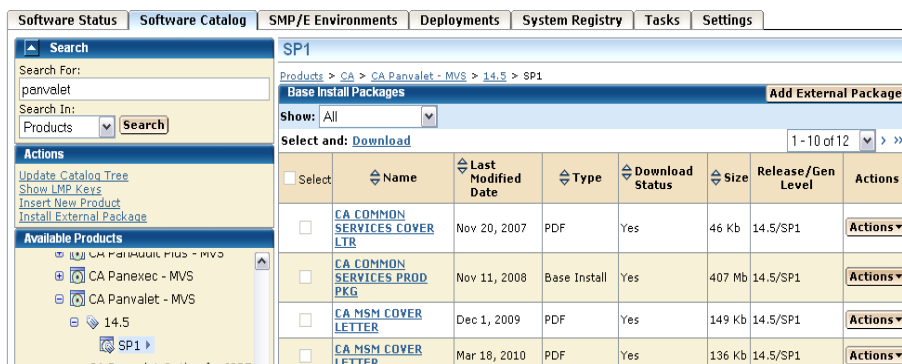 Software Status Software Catalog SMP/E Environments Deployments System Registry Tasks Settings
Search
Search For:
panvalet
Search In:
Products Search
Actions
Update Catalog Tree
Show LMP Keys
Insert New Product
Install External Package
Available Products
CA PanAudit Plus - MVS
CA Panexec - MVS
CA Panvalet - MVS
14.5
SP1
SP1
Products > CA > CA Panvalet - MVS > 14.5 > SP1
Base Install Packages Add External Package
Show: All
Select and: Download 1 - 10 of 12
Select Name Last Modified Date Type Download Status Size Release/Gen Level Actions
CA COMMON SERVICES COVER LTR Nov 20, 2007 PDF Yes 46 Kb 14.5/SP1 Actions
CA COMMON SERVICES PROD PKG Nov 11, 2008 Base Install Yes 407 Mb 14.5/SP1 Actions
CA MSM COVER LETTER Dec 1, 2009 PDF Yes 149 Kb 14.5/SP1 Actions
CA MSM COVER LETTER Mar 18, 2010 PDF Yes 136 Kb 14.5/SP1 Actions